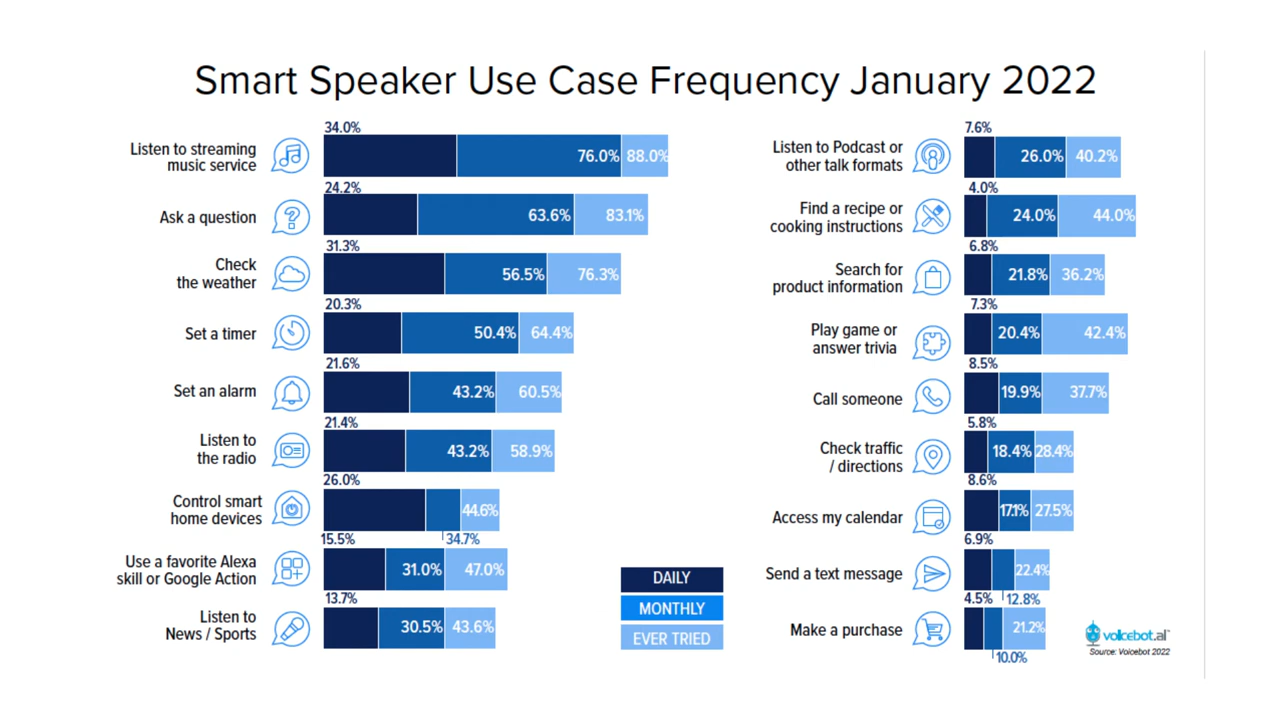 Smart Speaker Use Case Frequency January 2022
34.0%
Listen to streaming
music service
76.0% 88.0%
24.2%
Ask a question
63.6% 83.1%
31.3%
Check
the weather
56.5% 76.3%
20.3%
Set a timer
50.4% 64.4%
21.6%
Set an alarm
43.2% 60.5%
21.4%
Listen to
the radio
43.2% 58.9%
26.0%
Control smart
home devices
44.6%
34.7%
15.5%
Use a favorite Alexa
skill or Google Action
31.0% 47.0%
13.7%
Listen to
News / Sports
30.5% 43.6%
DAILY
MONTHLY
EVER TRIED
7.6%
Listen to Podcast or
other talk formats
26.0% 40.2%
4.0%
Find a recipe or
cooking instructions
24.0% 44.0%
6.8%
Search for
product information
21.8% 36.2%
7.3%
Play game or
answer trivia
20.4% 42.4%
8.5%
Call someone
19.9% 37.7%
5.8%
Check traffic
/ directions
18.4% 28.4%
8.6%
Access my calendar
17.1% 27.5%
6.9%
Send a text message
22.4%
12.8%
4.5%
Make a purchase
21.2%
10.0%
voicebot.ai
Source: Voicebot 2022